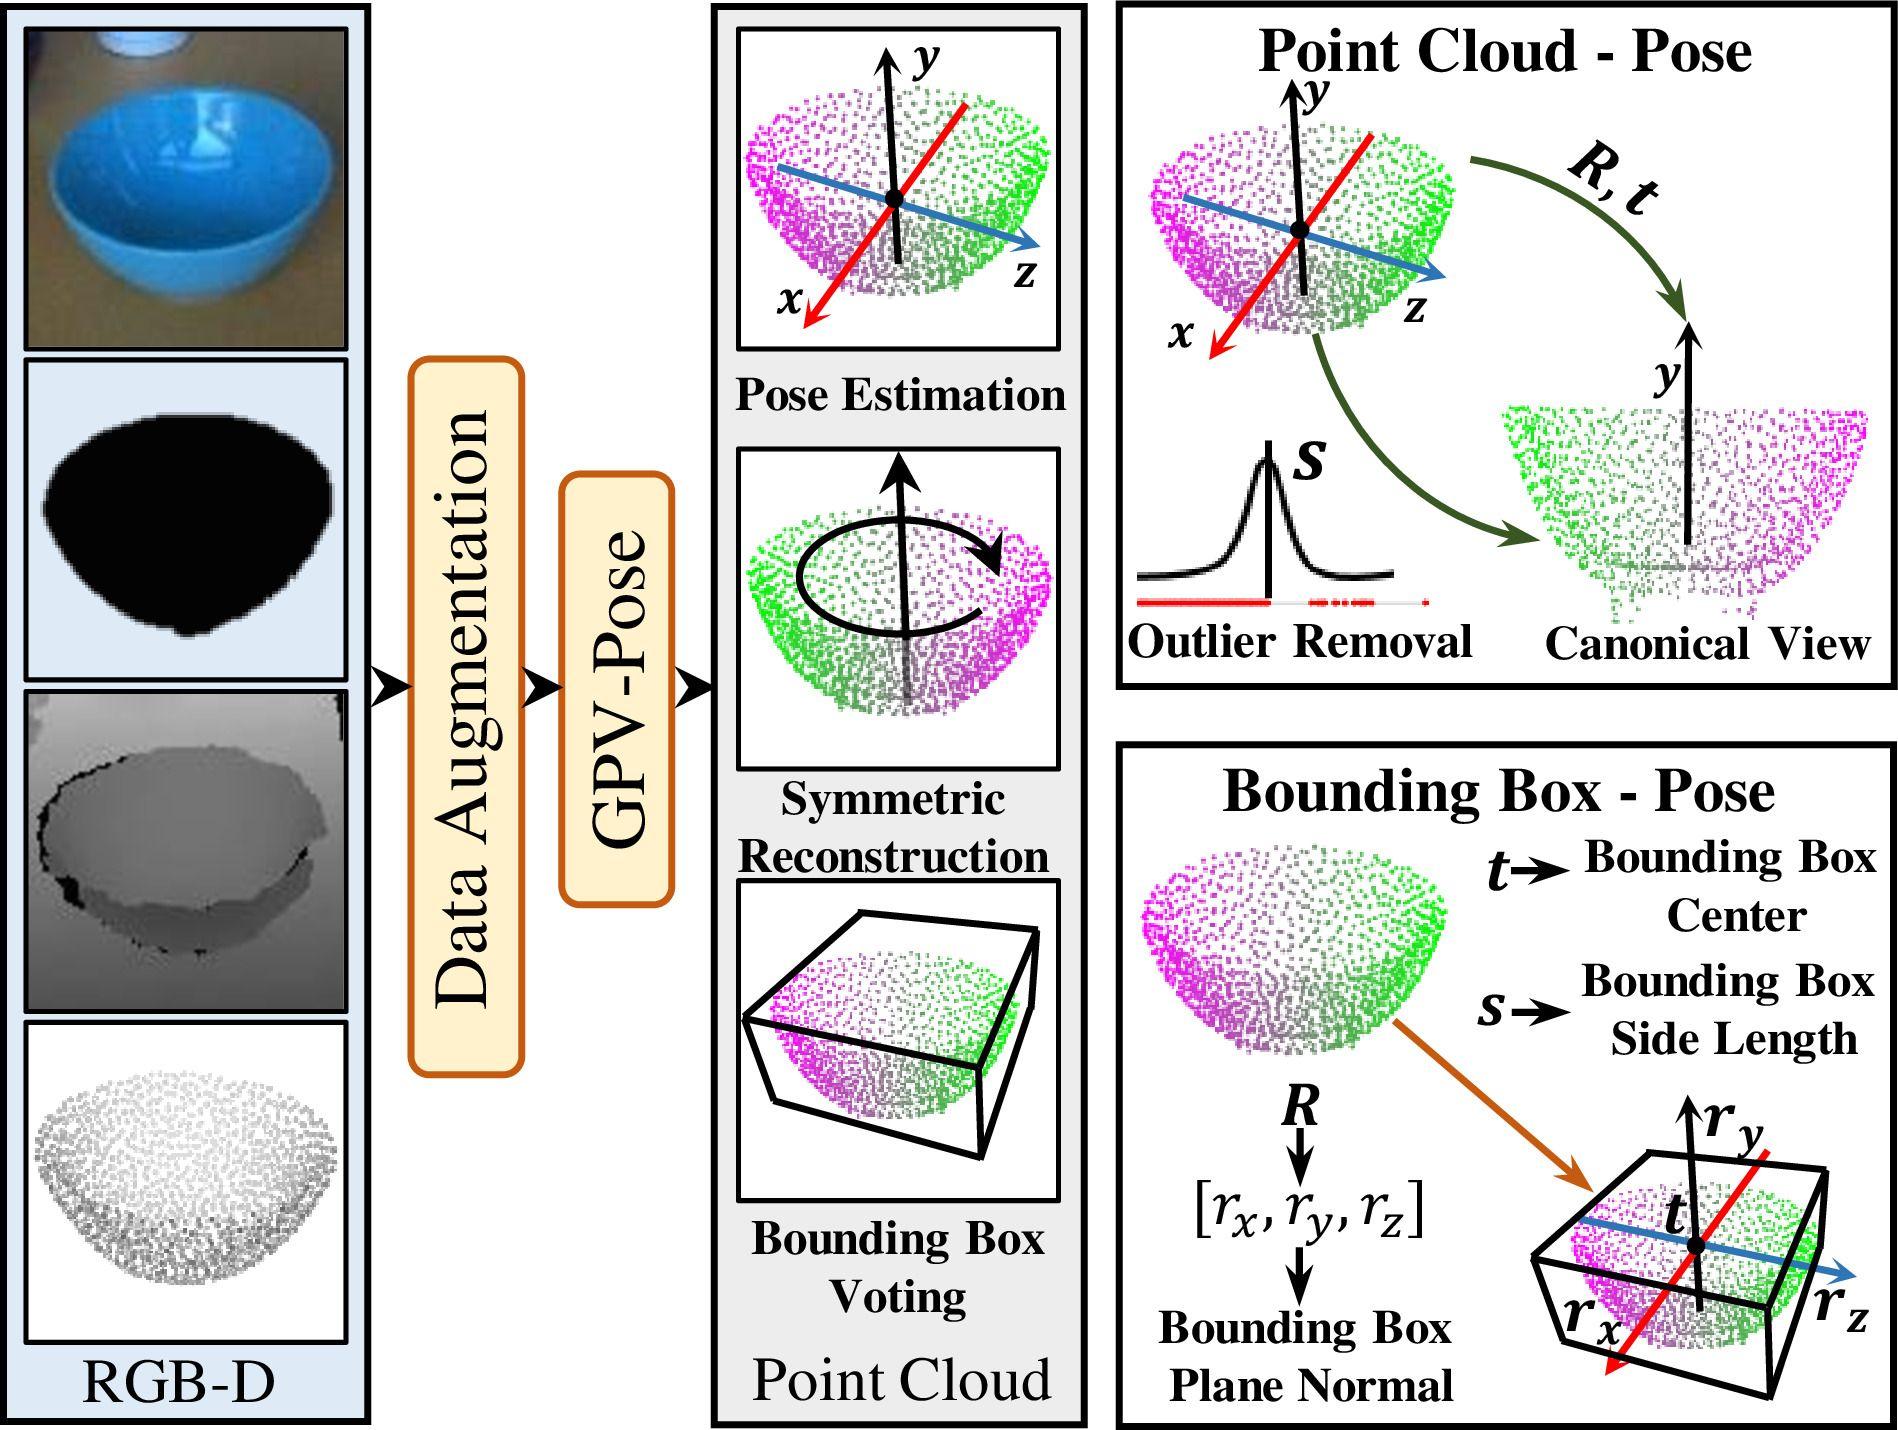 RGB-D
Data Augmentation
GPV-Pose
y
z
x
Pose Estimation
Symmetric
Reconstruction
Bounding Box
Voting
Point Cloud
Point Cloud - Pose
y
R, t
z
x
y
s
Outlier Removal
Canonical View
Bounding Box - Pose
t
Bounding Box
Center
s
Bounding Box
Side Length
R
[r_x, r_y, r_z]
Bounding Box
Plane Normal
r_y
t
r_z
r_x